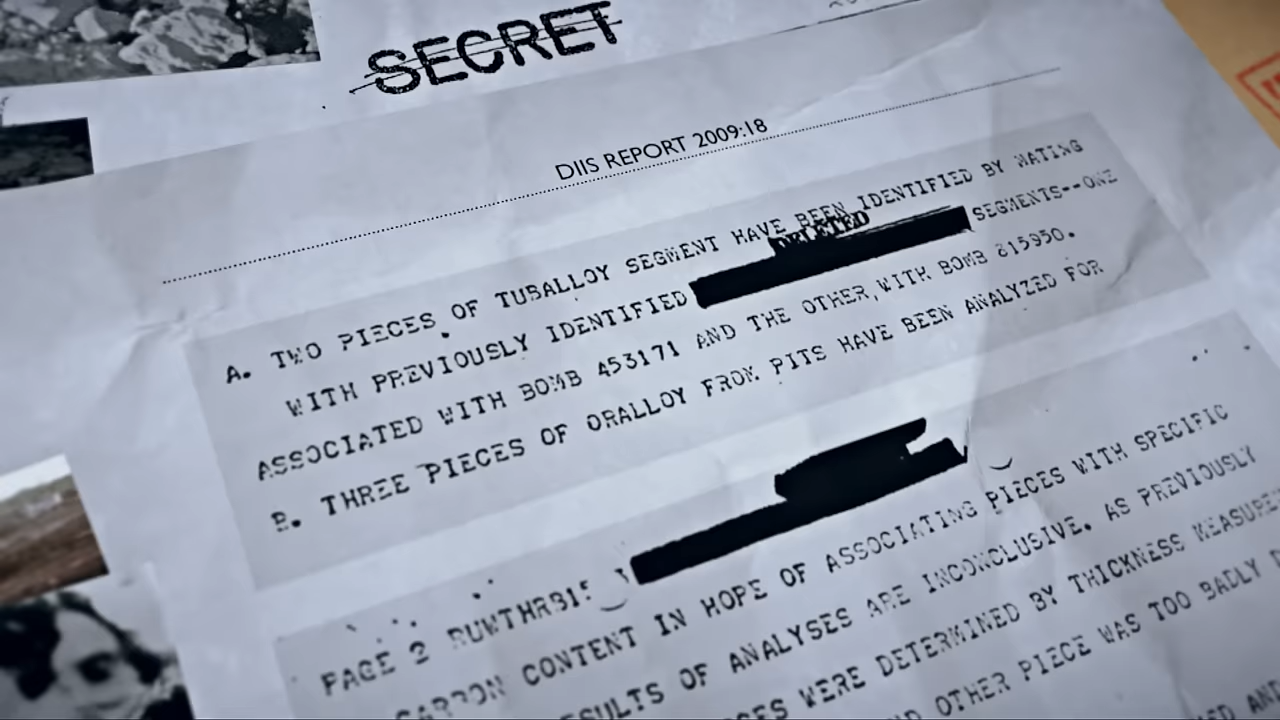 SECRET
DIIS REPORT 2009:18
A. TWO PIECES OF TUBALLOY SEGMENT HAVE BEEN IDENTIFIED BY MATING
DELETED
WITH PREVIOUSLY IDENTIFIED SEGMENTS--ONE
ASSOCIATED WITH BOMB 453171 AND THE OTHER, WITH BOMB 815950.
B. THREE PIECES OF ORALLOY FROM PITS HAVE BEEN ANALYZED FOR
PAGE 2
CARBON CONTENT IN HOPE OF ASSOCIATING PIECES WITH SPECIFIC
OF ANALYSES ARE INCONCLUSIVE. AS PREVIOUSLY
WERE DETERMINED BY THICKNESS
OTHER PIECE WAS TOO BADLY
AND